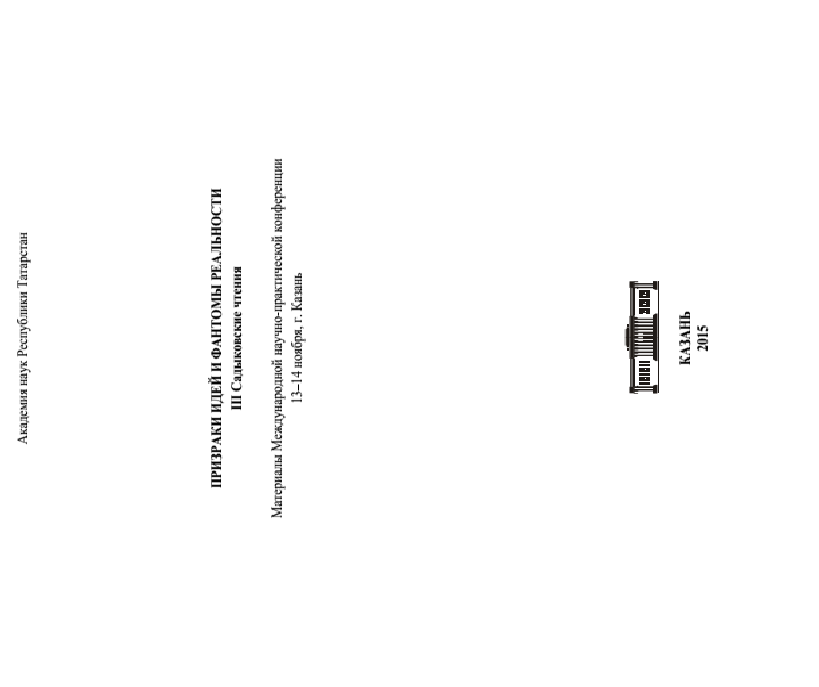 Академия наук Республики Татарстан
ПРИЗРАКИ ИДЕЙ И ФАНТОМЫ РЕАЛЬНОСТИ
III Садыковские чтения
Материалы Международной научно-практической конференции
13–14 ноября, г. Казань
КАЗАНЬ
2015